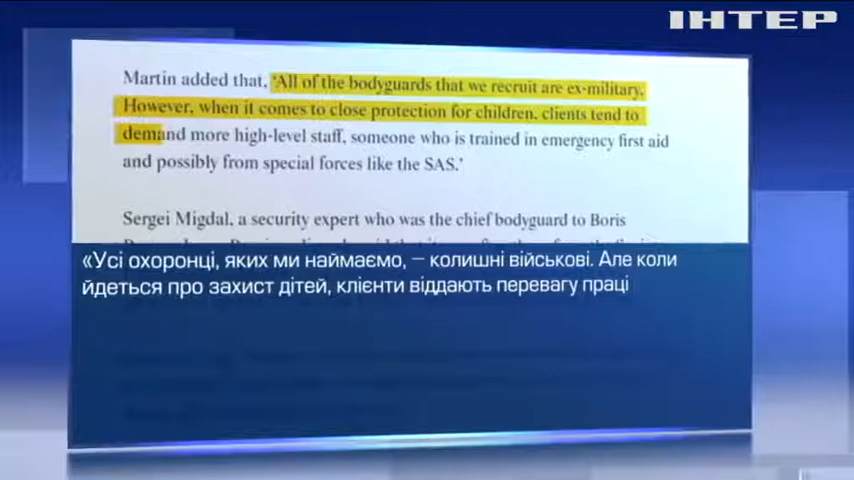 ІНТЕР
Martin added that, 'All of the bodyguards that we recruit are ex-military.
However, when it comes to close protection for children, clients tend to
demand more high-level staff, someone who is trained in emergency first aid
and possibly from special forces like the SAS.'
Sergei Migdal, a security expert who was the chief bodyguard to Boris
«Усі охоронці, яких ми наймаємо, – колишні військові. Але коли
йдеться про захист дітей, клієнти віддають перевагу праці